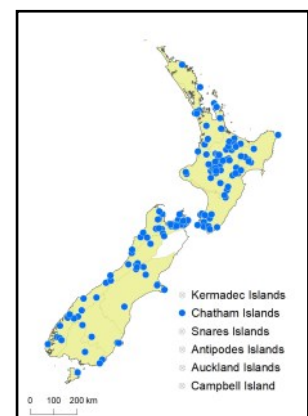 Kermadec Islands
Chatham Islands
Snares Islands
Antipodes Islands
Auckland Islands
Campbell Island
0 100 200 km